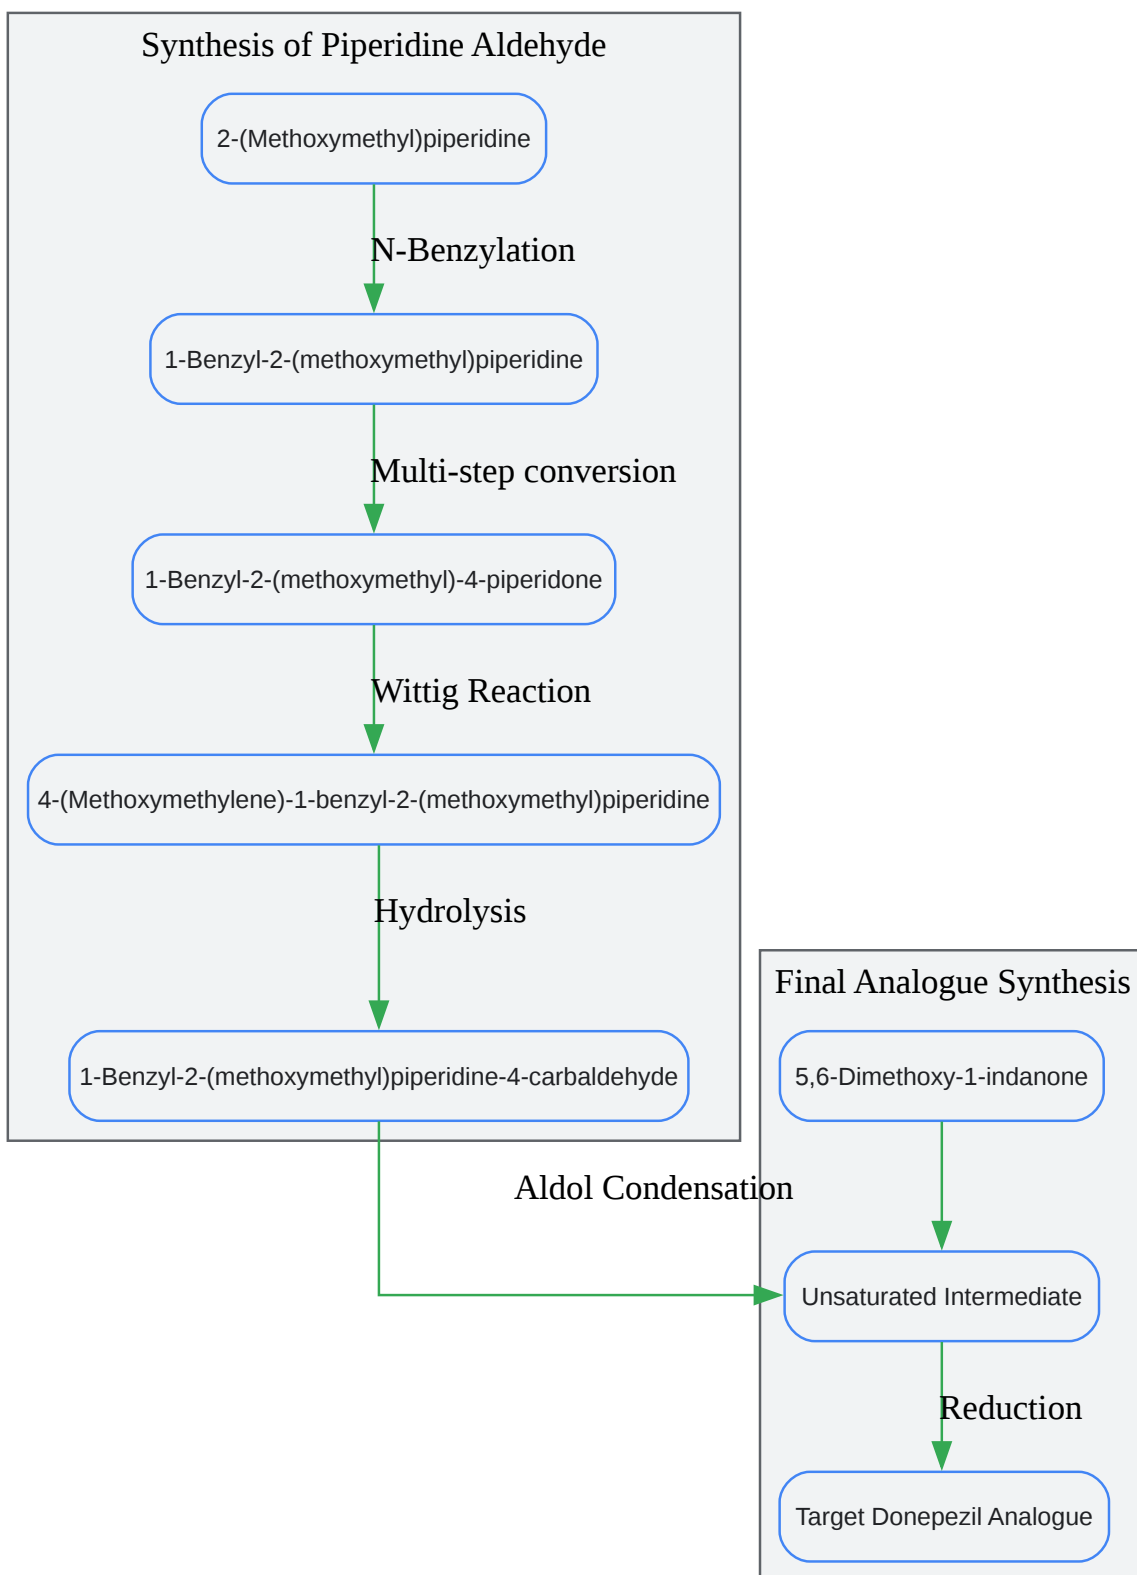 Synthesis of Piperidine Aldehyde
2-(Methoxymethyl)piperidine
N-Benzylation
1-Benzyl-2-(methoxymethyl)piperidine
Multi-step conversion
1-Benzyl-2-(methoxymethyl)-4-piperidone
Wittig Reaction
4-(Methoxymethylene)-1-benzyl-2-(methoxymethyl)piperidine
Hydrolysis
1-Benzyl-2-(methoxymethyl)piperidine-4-carbaldehyde
Aldol Condensation
Final Analogue Synthesis
5,6-Dimethoxy-1-indanone
Unsaturated Intermediate
Reduction
Target Donepezil Analogue